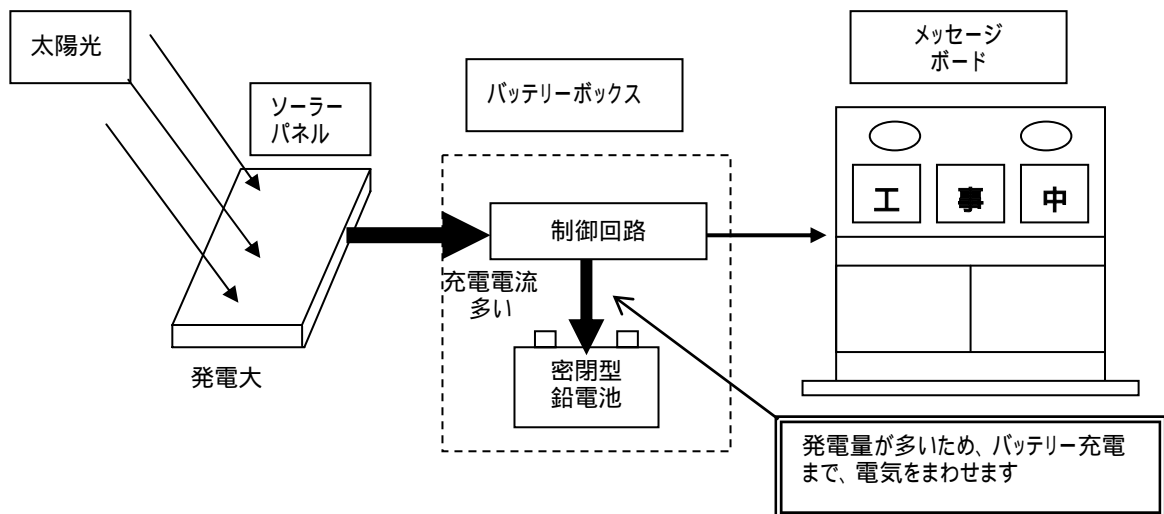 太陽光
ソーラー
パネル
バッテリーボックス
メッセージ
ボード
工 事 中
制御回路
充電電流
多い
密閉型
鉛電池
発電大
発電量が多いため、バッテリー充電
まで、電気をまわせます